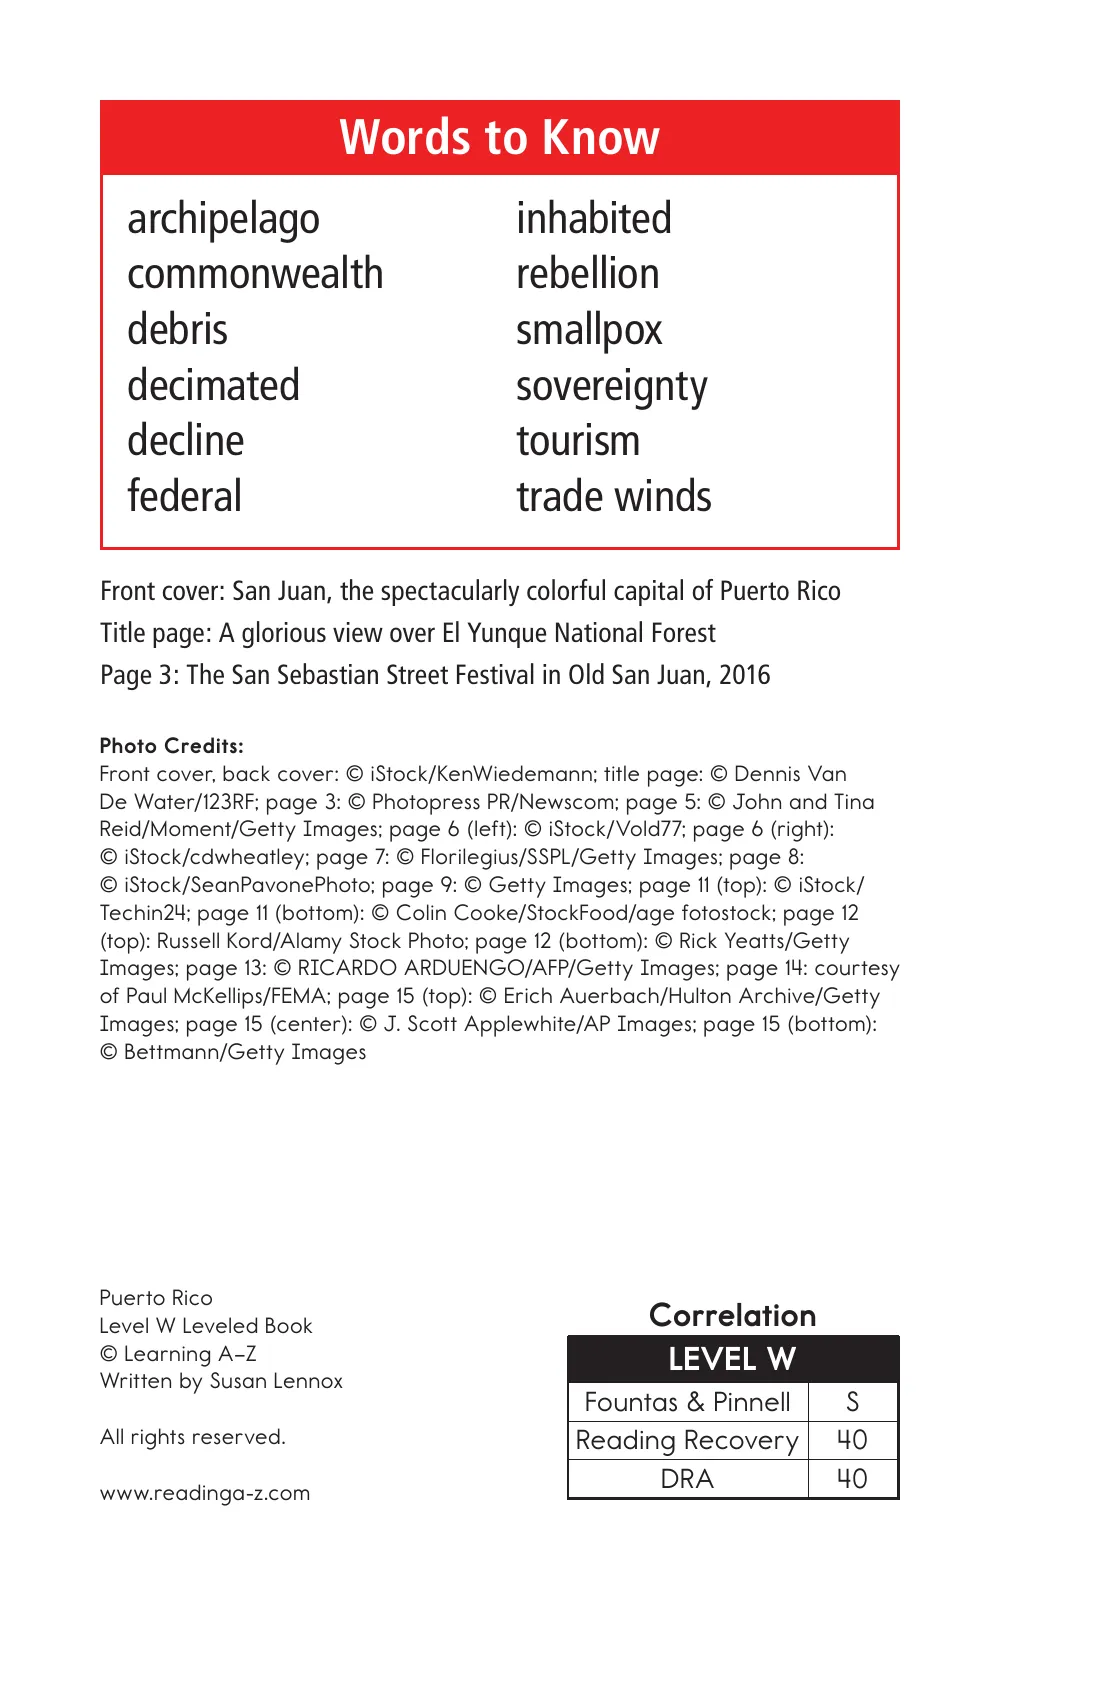 Words to Know
archipelago
commonwealth
debris
decimated
decline
federal
inhabited
rebellion
smallpox
sovereignty
tourism
trade winds
Front cover: San Juan, the spectacularly colorful capital of Puerto Rico
Title page: A glorious view over El Yunque National Forest
Page 3: The San Sebastian Street Festival in Old San Juan, 2016
Photo Credits:
Front cover, back cover: © iStock/KenWiedemann; title page: © Dennis Van
De Water/123RF; page 3: © Photopress PR/Newscom; page 5: © John and Tina
Reid/Moment/Getty Images; page 6 (left): © iStock/Vold77; page 6 (right):
© iStock/cdwheatley; page 7: © Florilegius/SSPL/Getty Images; page 8:
© iStock/SeanPavonePhoto; page 9: © Getty Images; page 11 (top): © iStock/
Techin24; page 11 (bottom): © Colin Cooke/StockFood/age fotostock; page 12
(top): Russell Kord/Alamy Stock Photo; page 12 (bottom): © Rick Yeatts/Getty
Images; page 13: © RICARDO ARDUENGO/AFP/Getty Images; page 14: courtesy
of Paul McKellips/FEMA; page 15 (top): © Erich Auerbach/Hulton Archive/Getty
Images; page 15 (center): © J. Scott Applewhite/AP Images; page 15 (bottom):
© Bettmann/Getty Images
Puerto Rico
Level W Leveled Book
© Learning A–Z
Written by Susan Lennox
All rights reserved.
www.readinga-z.com
Correlation
LEVEL W
Fountas & Pinnell S
Reading Recovery 40
DRA 40